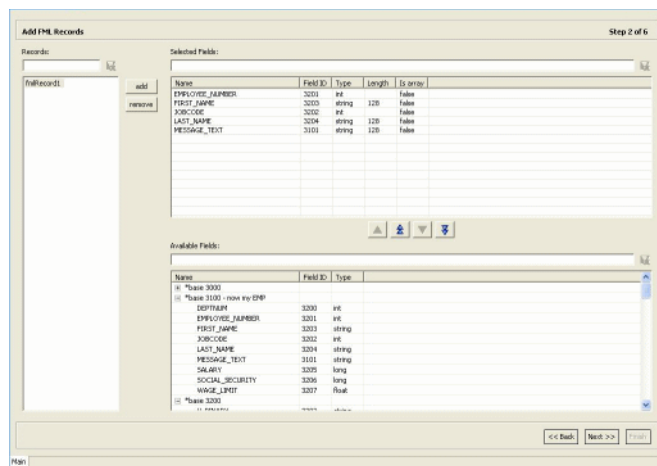 Add FML Records Step 2 of 6
Records:
fmlRecord1
add
remove
Selected Fields:
Name Field ID Type Length Is array
EMPLOYEE_NUMBER 3201 int false
FIRST_NAME 3203 string 128 false
JOBCODE 3202 int false
LAST_NAME 3204 string 128 false
MESSAGE_TEXT 3101 string 128 false
Available Fields:
Name Field ID Type
*base 3000
*base 3100 - now my EMP
DEPTNUM 3200 int
EMPLOYEE_NUMBER 3201 int
FIRST_NAME 3203 string
JOBCODE 3202 int
LAST_NAME 3204 string
MESSAGE_TEXT 3101 string
SALARY 3205 long
SOCIAL_SECURITY 3206 long
WAGE_LIMIT 3207 float
*base 3200
<< Back Next >> Finish
Main